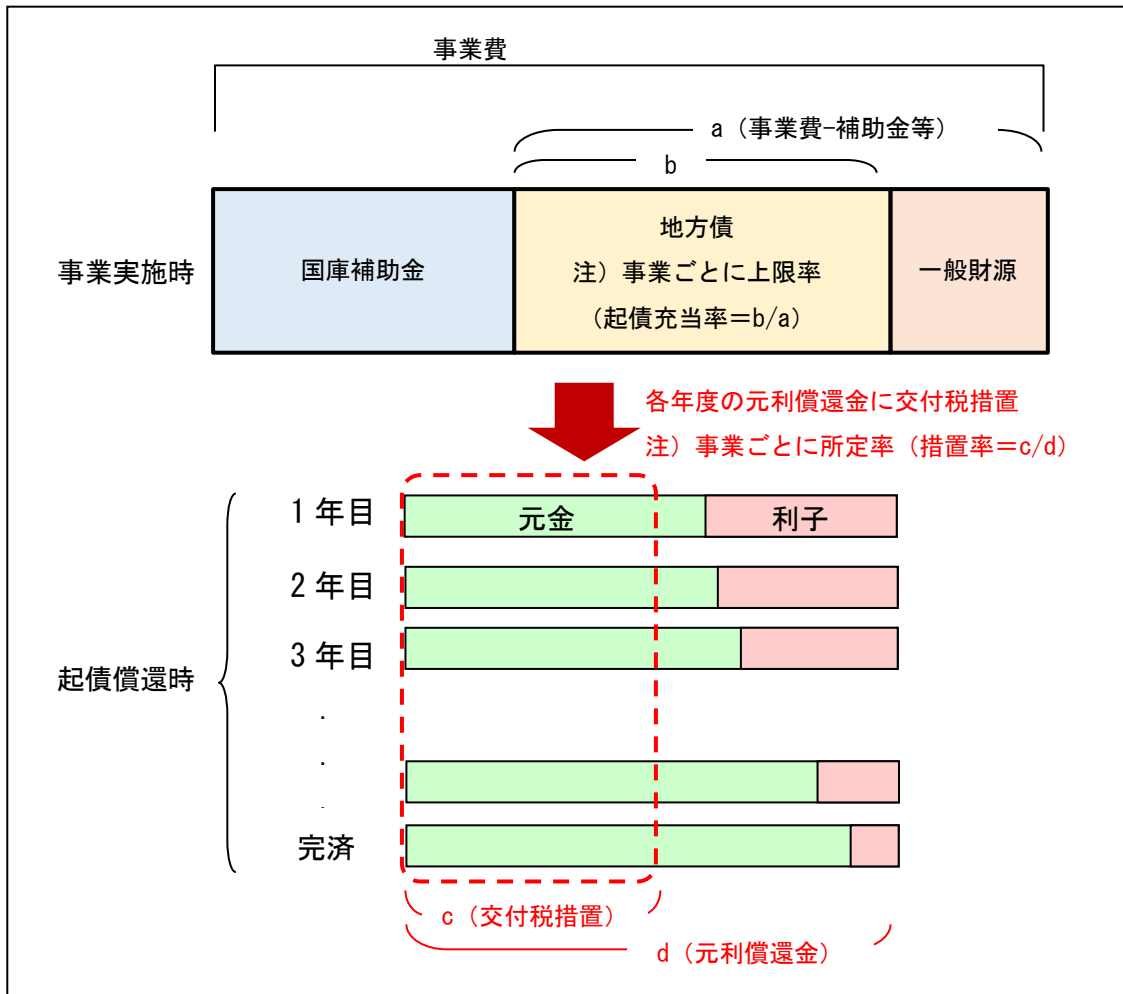 事業費
a（事業費-補助金等）
b
事業実施時
国庫補助金
地方債
注）事業ごとに上限率
（起債充当率＝b/a）
一般財源
各年度の元利償還金に交付税措置
注）事業ごとに所定率（措置率＝c/d）
起債償還時
1年目
元金
利子
2年目
3年目
.
.
.
完済
c（交付税措置）
d（元利償還金）